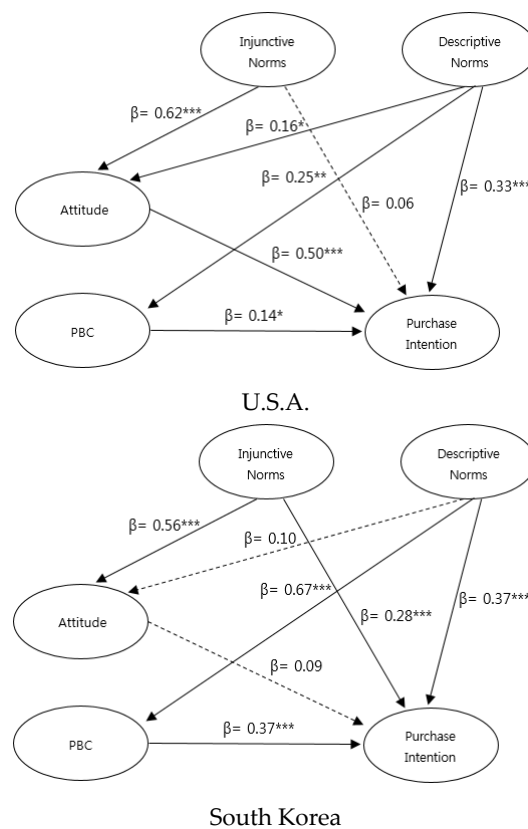 Injunctive
Norms
Descriptive
Norms
β= 0.62***
β= 0.16*
β= 0.25**
β= 0.06
β= 0.33***
Attitude
β= 0.50***
PBC
β= 0.14*
Purchase
Intention
U.S.A.
Injunctive
Norms
Descriptive
Norms
β= 0.56***
β= 0.10
β= 0.67***
β= 0.28***
β= 0.37***
Attitude
β= 0.09
PBC
β= 0.37***
Purchase
Intention
South Korea